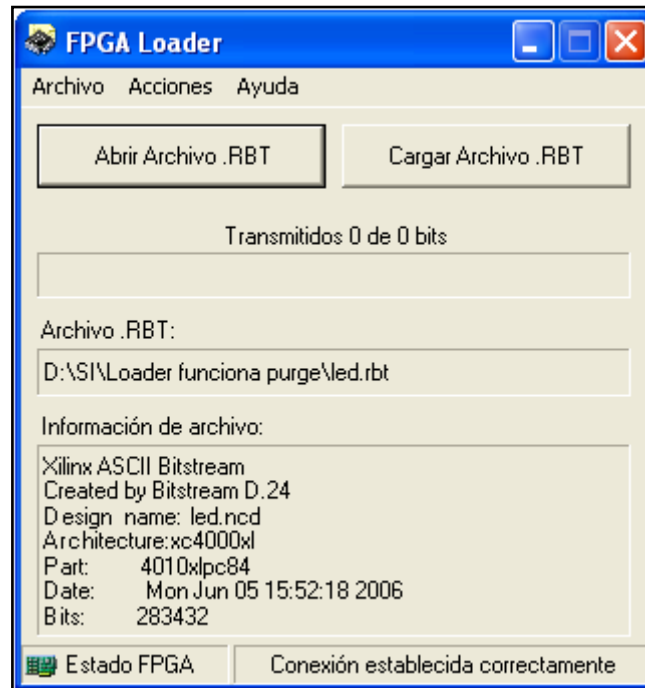 FPGA Loader
Archivo Acciones Ayuda
Abrir Archivo .RBT Cargar Archivo .RBT
Transmitidos 0 de 0 bits
Archivo .RBT:
D:\SI\Loader funciona purge\led.rbt
Información de archivo:
Xilinx ASCII Bitstream
Created by Bitstream D.24
Design name: led.ncd
Architecture:xc4000xl
Part: 4010xlpc84
Date: Mon Jun 05 15:52:18 2006
Bits: 283432
Estado FPGA Conexión establecida correctamente